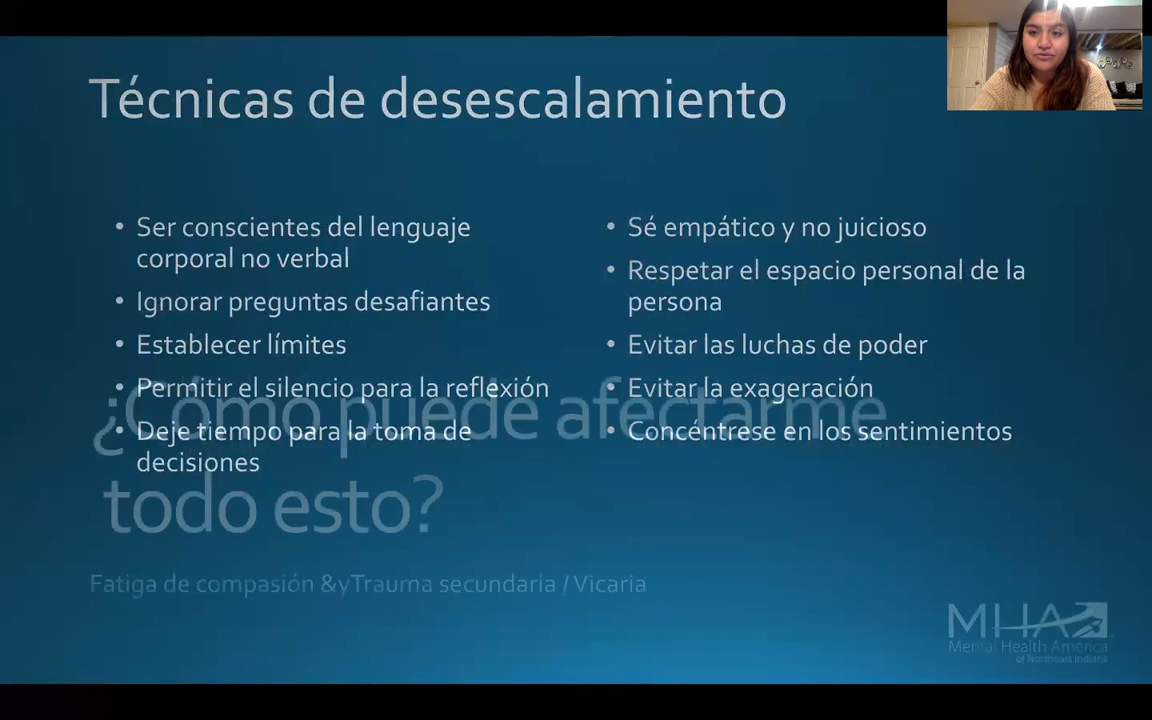 Técnicas de desescalamiento
• Ser conscientes del lenguaje
corporal no verbal
• Ignorar preguntas desafiantes
• Establecer límites
• Permitir el silencio para la reflexión
• Deje tiempo para la toma de
decisiones
• Sé empático y no juicioso
• Respetar el espacio personal de la
persona
• Evitar las luchas de poder
• Evitar la exageración
• Concéntrese en los sentimientos
¿Cómo puede afectarme
todo esto?
Fatiga de compasión &yTrauma secundaria / Vicaria
MHA
Mental Health America
of Northeast Indiana